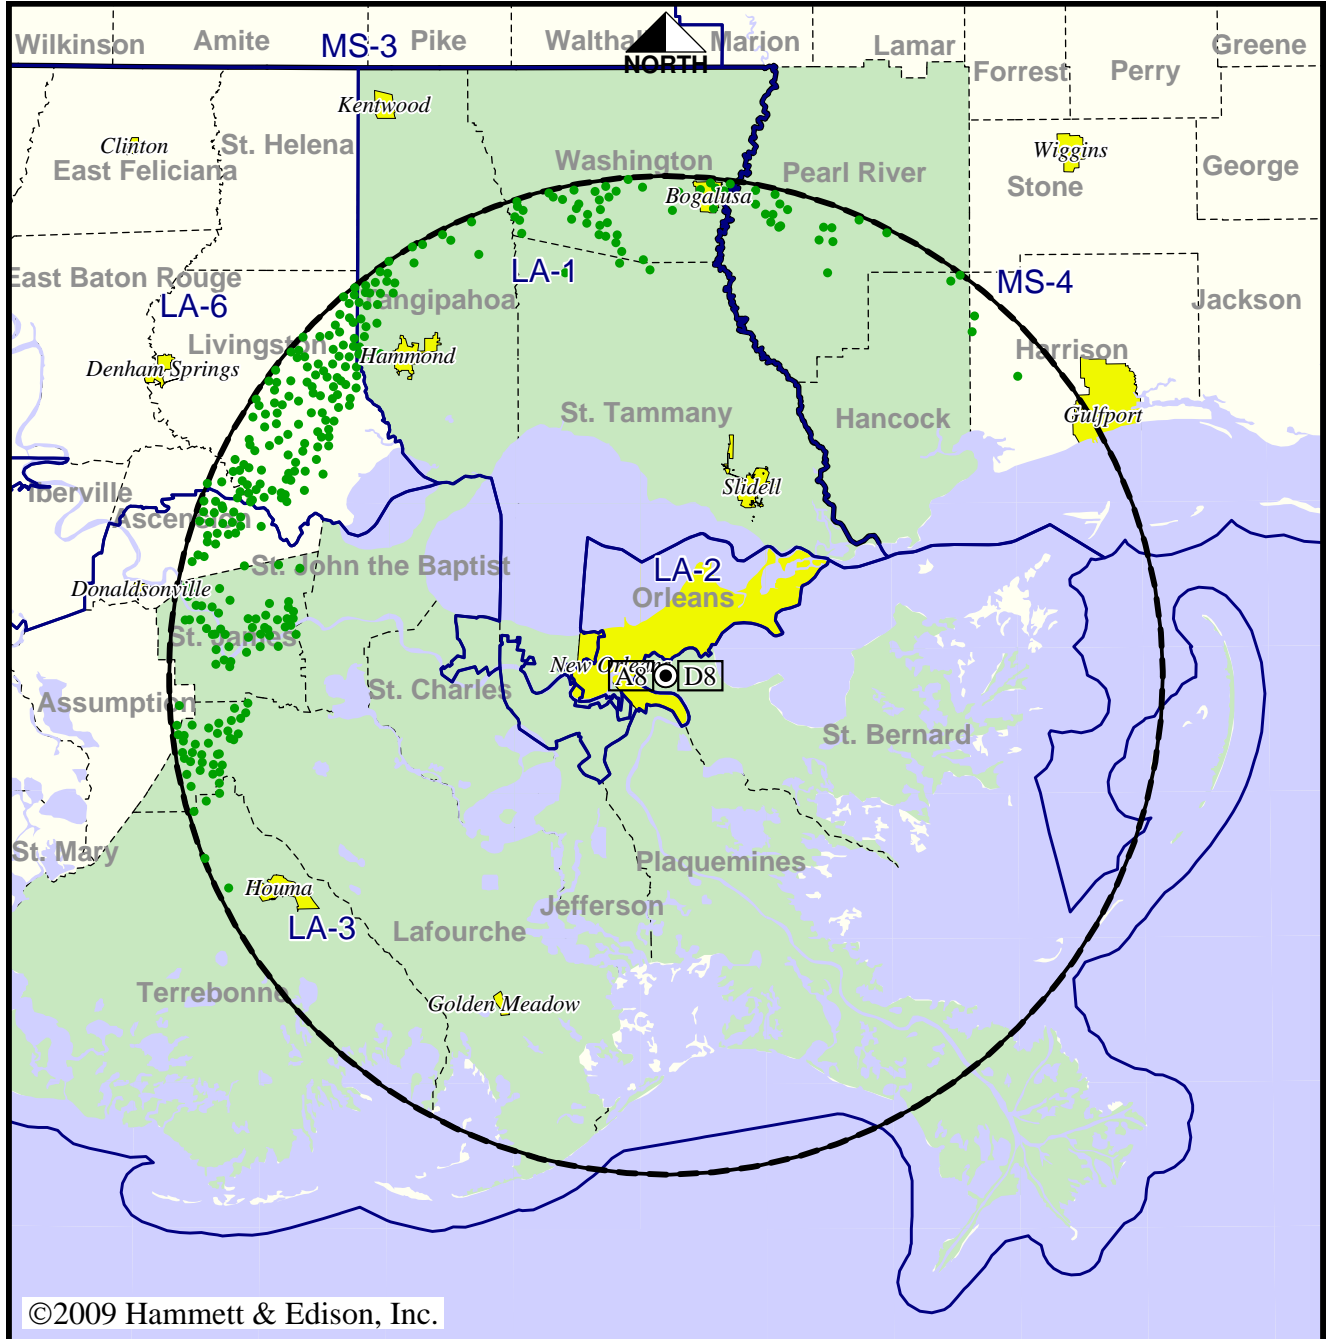 Wilkinson
Amite
MS-3
Pike
Walthal
Marion
Lamar
Greene
NORTH
Forrest
Perry
Kentwood
Clinton
St. Helena
East Feliciana
Washington
Pearl River
Wiggins
George
Stone
Bogalusa
East Baton Rouge
LA-6
LA-1
MS-4
Tangipahoa
Jackson
Livingston
Hammond
Harrison
Denham Springs
St. Tammany
Hancock
Gulfport
Iberville
Slidell
Ascension
St. John the Baptist
LA-2
Donaldsonville
Orleans
St. James
New Orleans
A8
D8
St. Charles
Assumption
St. Bernard
St. Mary
Plaquemines
Houma
Jefferson
LA-3
Lafourche
Terrebonne
Golden Meadow
©2009 Hammett & Edison, Inc.